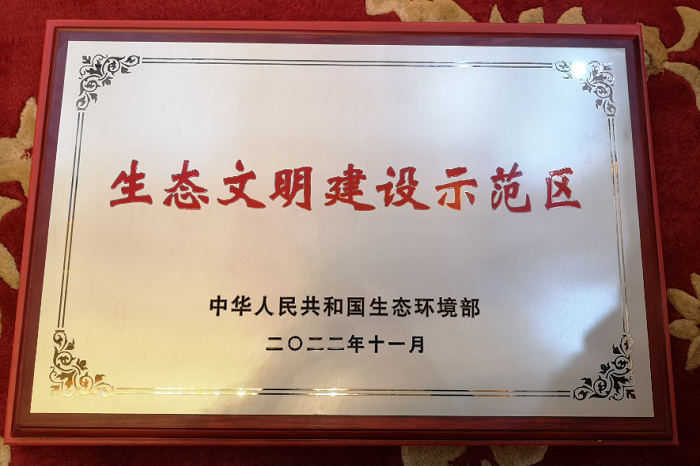 生态文明建设示范区
中华人民共和国生态环境部
二〇二二年十一月